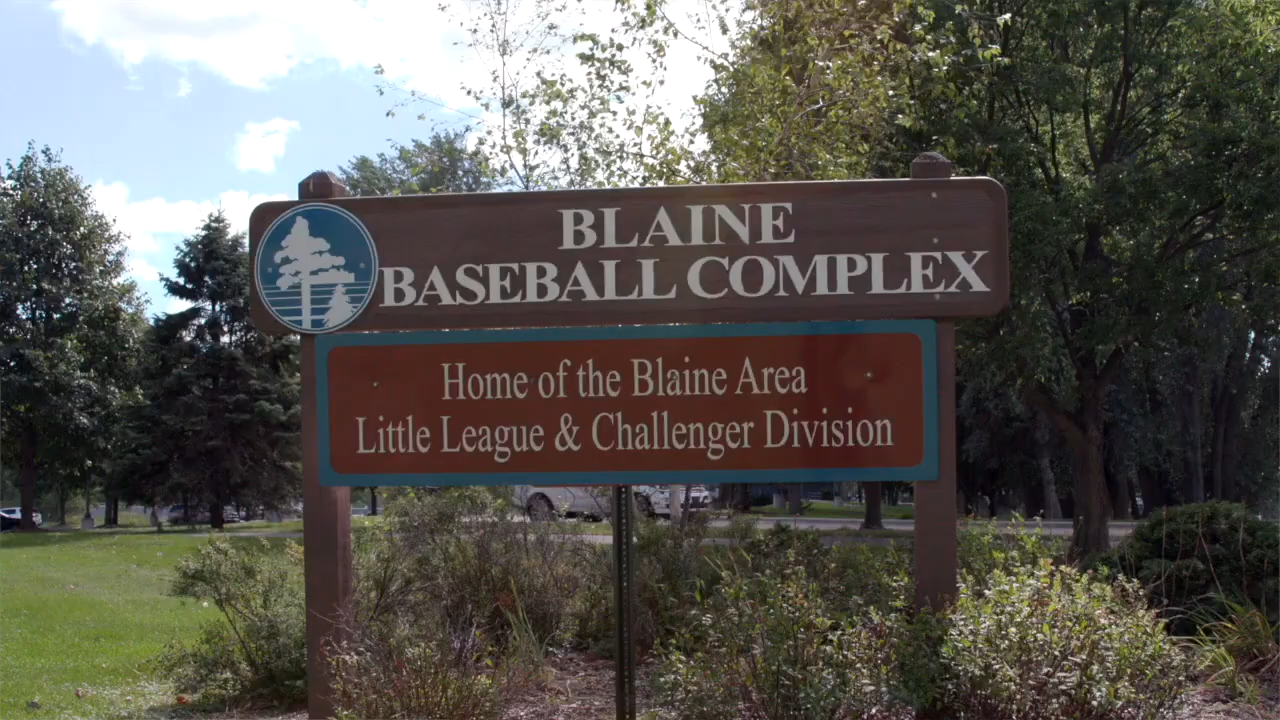 BLAINE
BASEBALL COMPLEX
Home of the Blaine Area
Little League & Challenger Division